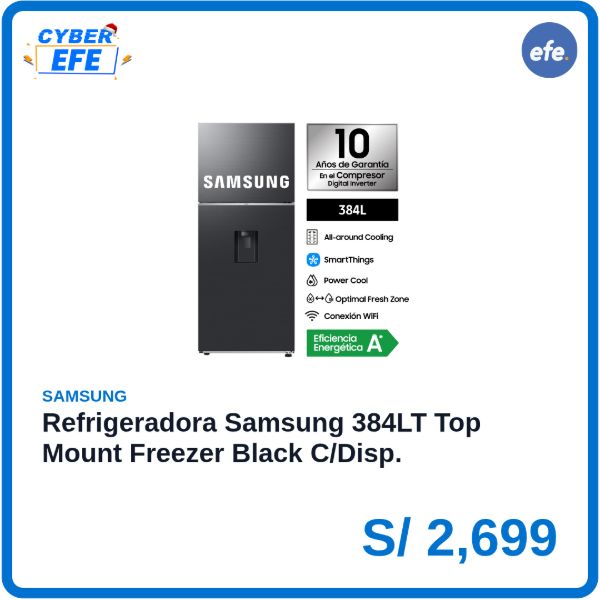 CYBER
EFE
efe.
SAMSUNG
10
Años de Garantía
En el Compresor
Digital Inverter
384L
All-around Cooling
SmartThings
Power Cool
Optimal Fresh Zone
Conexión WiFi
Eficiencia
Energética A+
SAMSUNG
Refrigeradora Samsung 384LT Top
Mount Freezer Black C/Disp.
S/ 2,699